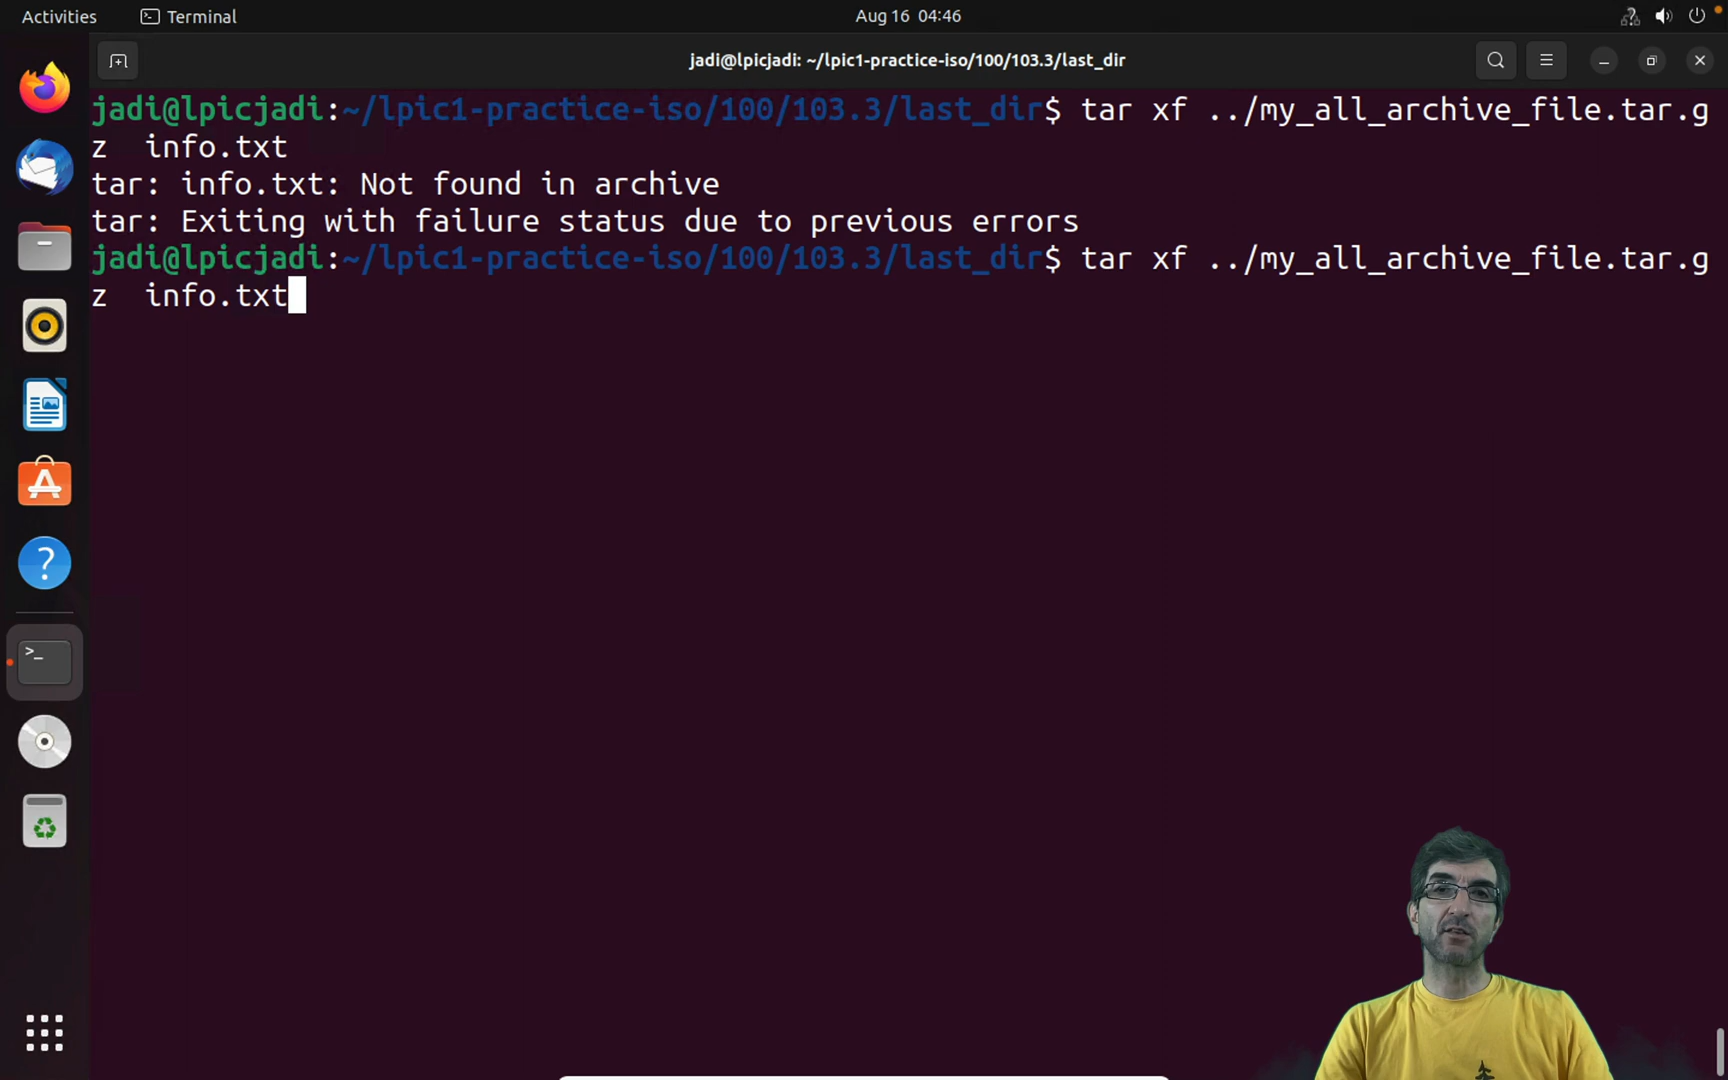 Activities
Terminal
Aug 16 04:46
jadi@lpicjadi: ~/lpic1-practice-iso/100/103.3/last_dir
jadi@lpicjadi:~/lpic1-practice-iso/100/103.3/last_dir$ tar xf ../my_all_archive_file.tar.g
z  info.txt
tar: info.txt: Not found in archive
tar: Exiting with failure status due to previous errors
jadi@lpicjadi:~/lpic1-practice-iso/100/103.3/last_dir$ tar xf ../my_all_archive_file.tar.g
z  info.txt